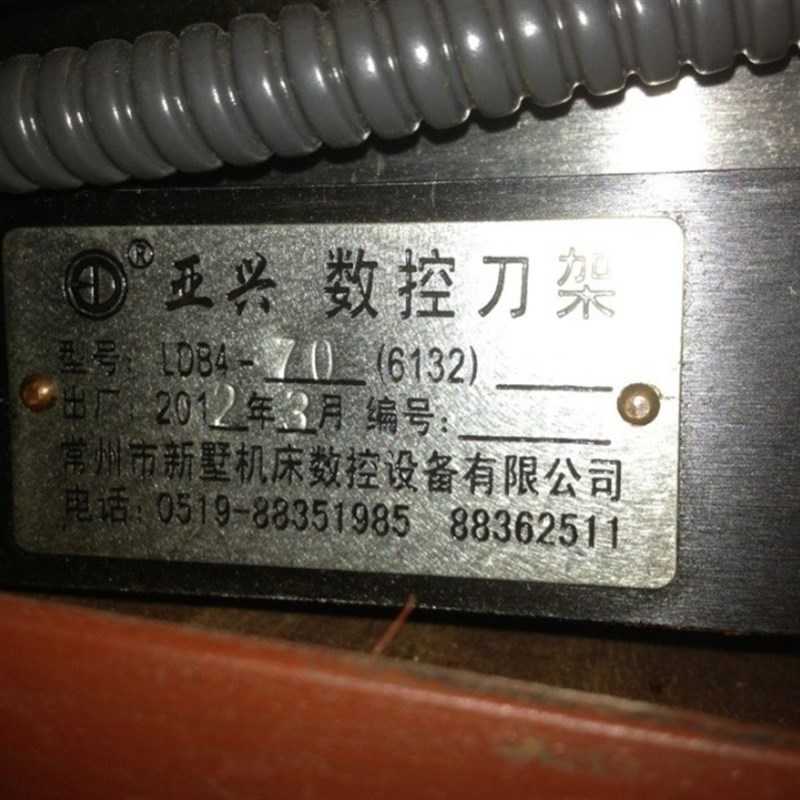 ® 亚兴 数控刀架
型号: LDB4-70 (6132)
出厂: 2012年3月 编号:
常州市新墅机床数控设备有限公司
电话: 0519-88351985 88362511